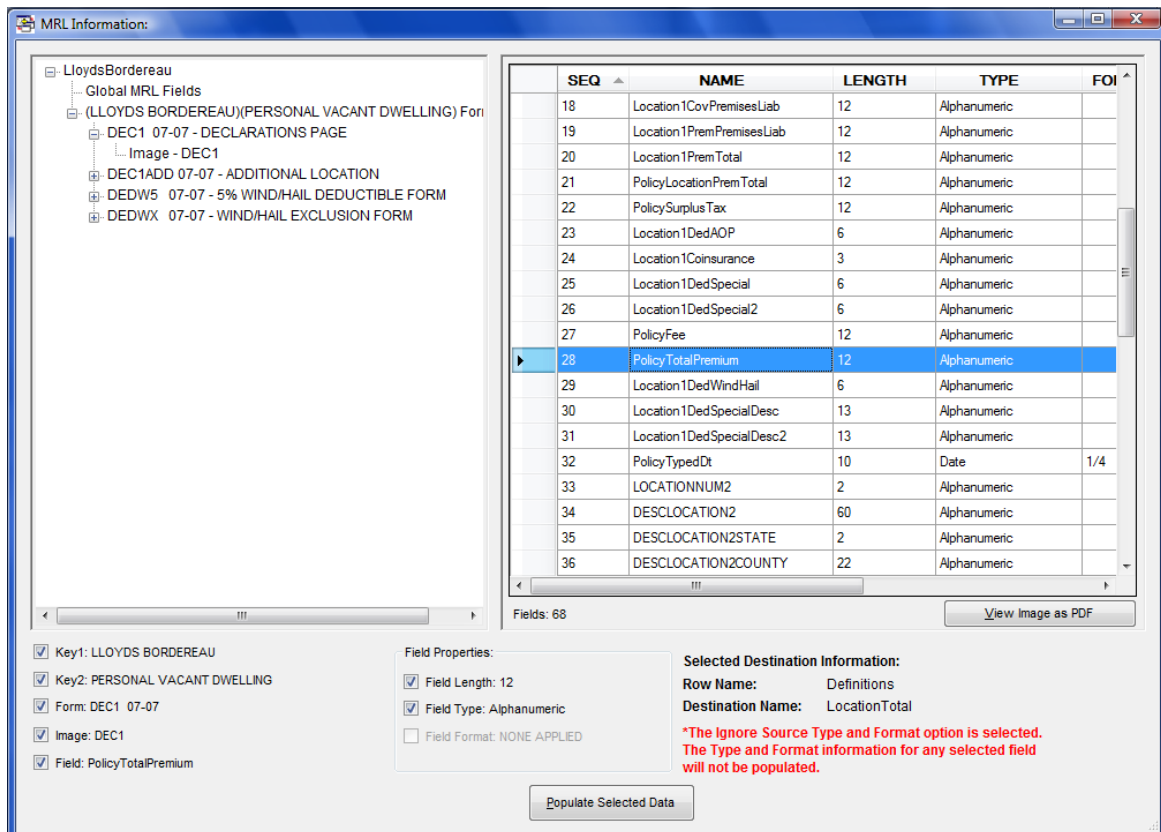 MRL Information:
LloydsBordereau
Global MRL Fields
(LLOYDS BORDEREAU)(PERSONAL VACANT DWELLING) For
DEC1 07-07 - DECLARATIONS PAGE
Image - DEC1
DEC1ADD 07-07 - ADDITIONAL LOCATION
DEDW5 07-07 - 5% WIND/HAIL DEDUCTIBLE FORM
DEDWX 07-07 - WIND/HAIL EXCLUSION FORM
SEQ NAME LENGTH TYPE FO
18 Location1CovPremisesLiab 12 Alphanumeric
19 Location1PremPremisesLiab 12 Alphanumeric
20 Location1PremTotal 12 Alphanumeric
21 PolicyLocationPremTotal 12 Alphanumeric
22 PolicySurplusTax 12 Alphanumeric
23 Location1DedAOP 6 Alphanumeric
24 Location1Coinsurance 3 Alphanumeric
25 Location1DedSpecial 6 Alphanumeric
26 Location1DedSpecial2 6 Alphanumeric
27 PolicyFee 12 Alphanumeric
28 PolicyTotalPremium 12 Alphanumeric
29 Location1DedWindHail 6 Alphanumeric
30 Location1DedSpecialDesc 13 Alphanumeric
31 Location1DedSpecialDesc2 13 Alphanumeric
32 PolicyTypedDt 10 Date 1/4
33 LOCATIONNUM2 2 Alphanumeric
34 DESCLOCATION2 60 Alphanumeric
35 DESCLOCATION2STATE 2 Alphanumeric
36 DESCLOCATION2COUNTY 22 Alphanumeric
Fields: 68
View Image as PDF
Key1: LLOYDS BORDEREAU
Key2: PERSONAL VACANT DWELLING
Form: DEC1 07-07
Image: DEC1
Field: PolicyTotalPremium
Field Properties:
Field Length: 12
Field Type: Alphanumeric
Field Format: NONE APPLIED
Selected Destination Information:
Row Name: Definitions
Destination Name: LocationTotal
*The Ignore Source Type and Format option is selected.
The Type and Format information for any selected field
will not be populated.
Populate Selected Data